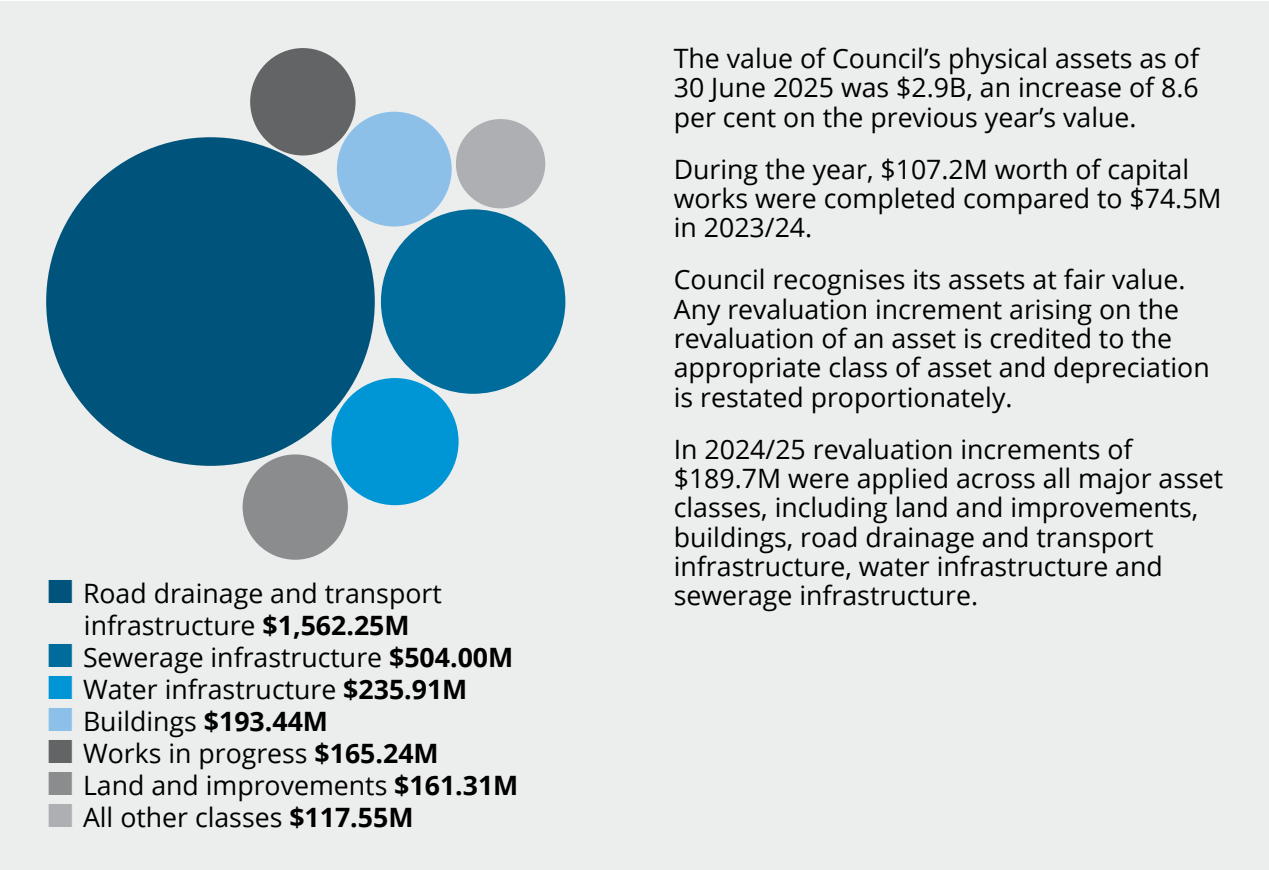 Road drainage and transport
infrastructure $1,562.25M
Sewerage infrastructure $504.00M
Water infrastructure $235.91M
Buildings $193.44M
Works in progress $165.24M
Land and improvements $161.31M
All other classes $117.55M
The value of Council’s physical assets as of
30 June 2025 was $2.9B, an increase of 8.6
per cent on the previous year’s value.
During the year, $107.2M worth of capital
works were completed compared to $74.5M
in 2023/24.
Council recognises its assets at fair value.
Any revaluation increment arising on the
revaluation of an asset is credited to the
appropriate class of asset and depreciation
is restated proportionately.
In 2024/25 revaluation increments of
$189.7M were applied across all major asset
classes, including land and improvements,
buildings, road drainage and transport
infrastructure, water infrastructure and
sewerage infrastructure.